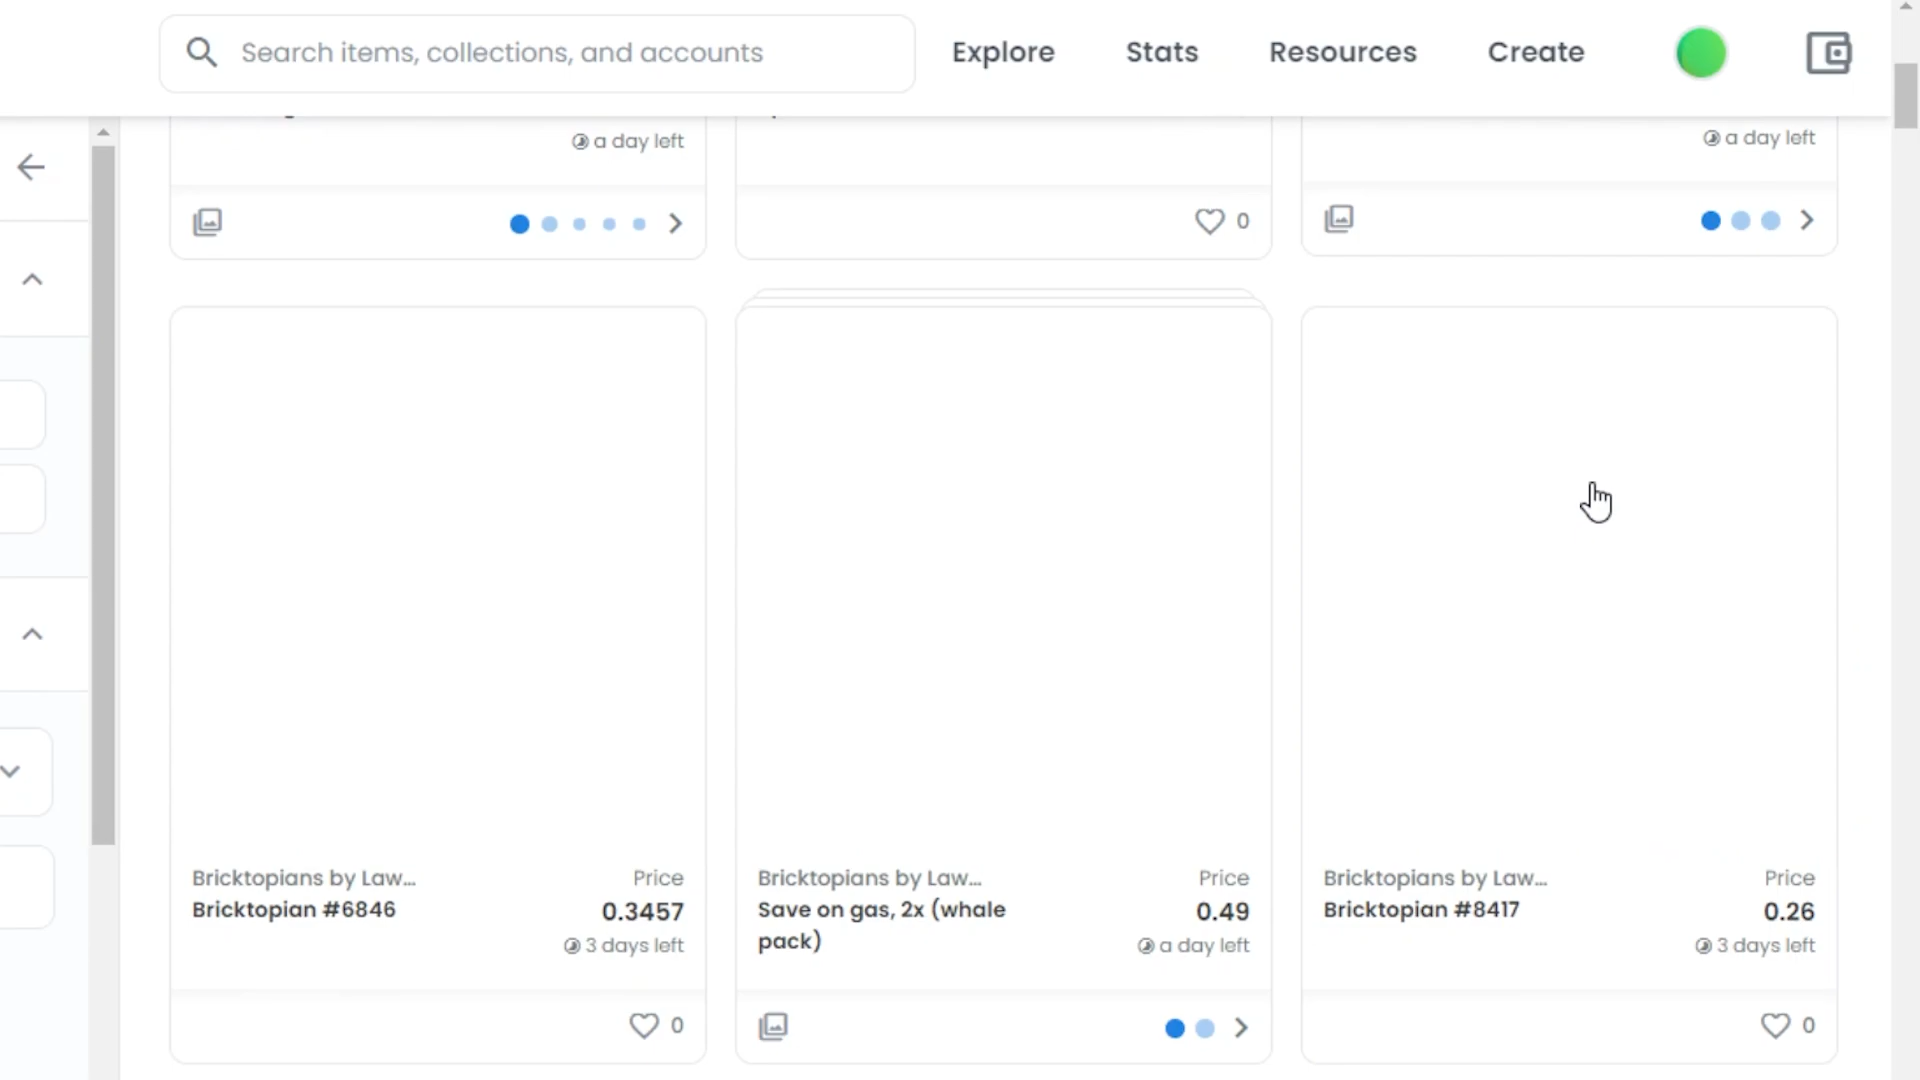 Search items, collections, and accounts
Explore
Stats
Resources
Create
a day left
a day left
0
Bricktopians by Law...
Price
Bricktopian #6846
0.3457
3 days left
0
Bricktopians by Law...
Price
Save on gas, 2x (whale
pack)
0.49
a day left
Bricktopians by Law...
Price
Bricktopian #8417
0.26
3 days left
0